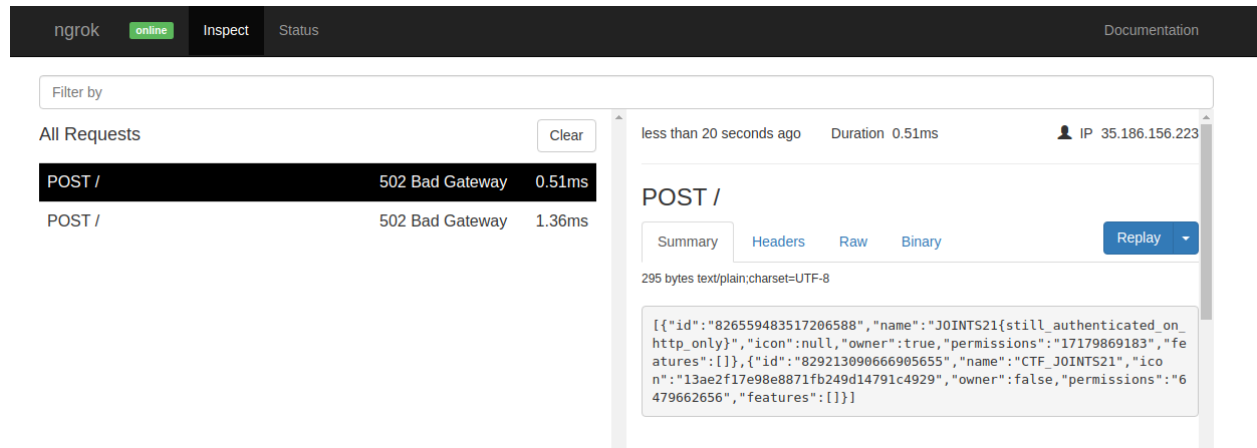 ngrok online Inspect Status Documentation
Filter by
All Requests Clear
POST / 502 Bad Gateway 0.51ms
POST / 502 Bad Gateway 1.36ms
less than 20 seconds ago Duration 0.51ms IP 35.186.156.223
POST /
Summary Headers Raw Binary Replay
295 bytes text/plain;charset=UTF-8
[{"id":"826559483517206588","name":"JOINTS21{still_authenticated_on_
http_only}","icon":null,"owner":true,"permissions":"17179869183","fe
atures":[]},{"id":"829213090666905655","name":"CTF_JOINTS21","ico
n":"13ae2f17e98e8871fb249d14791c4929","owner":false,"permissions":"6
479662656","features":[]}]